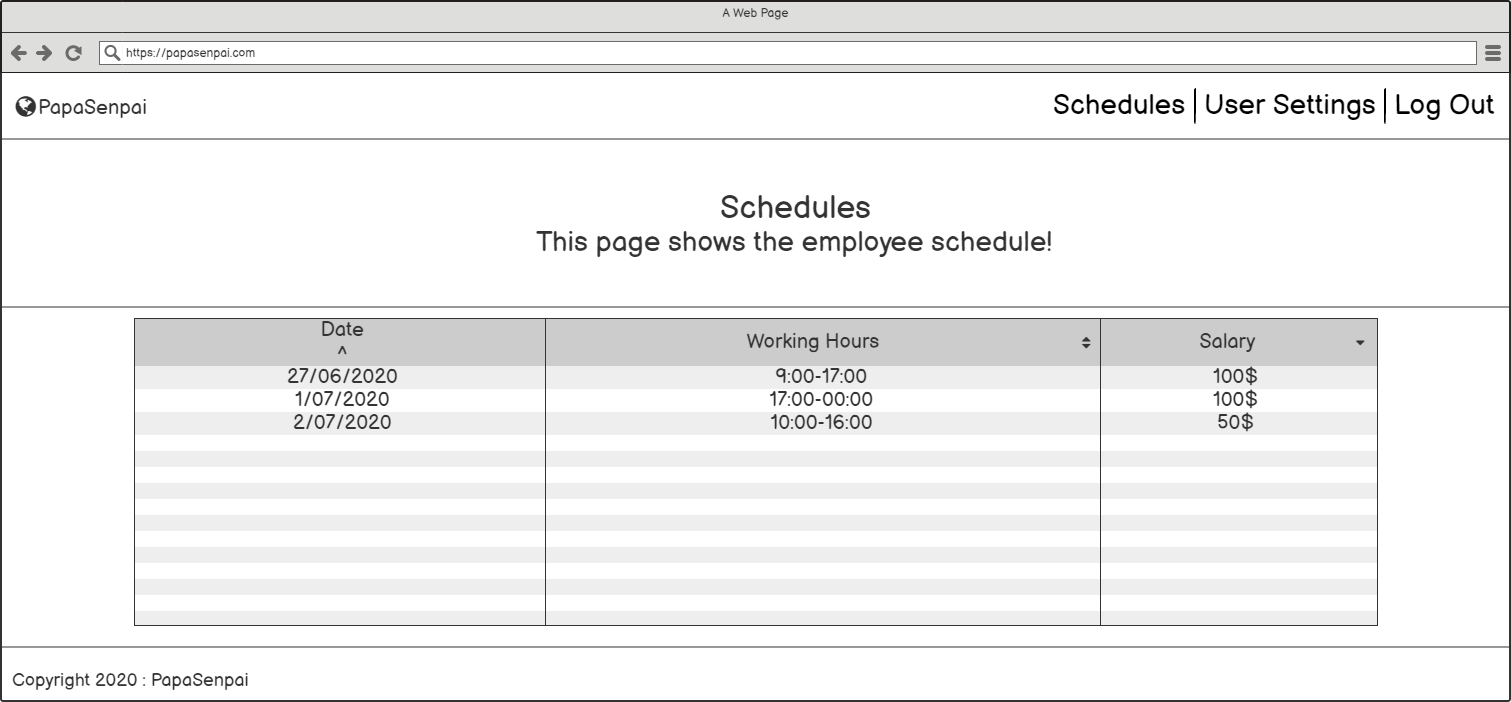 A Web Page
https://papasenpai.com
PapaSenpai
Schedules | User Settings | Log Out
Schedules
This page shows the employee schedule!
Date Working Hours Salary
^
27/06/2020 9:00-17:00 100$
1/07/2020 17:00-00:00 100$
2/07/2020 10:00-16:00 50$
Copyright 2020 : PapaSenpai